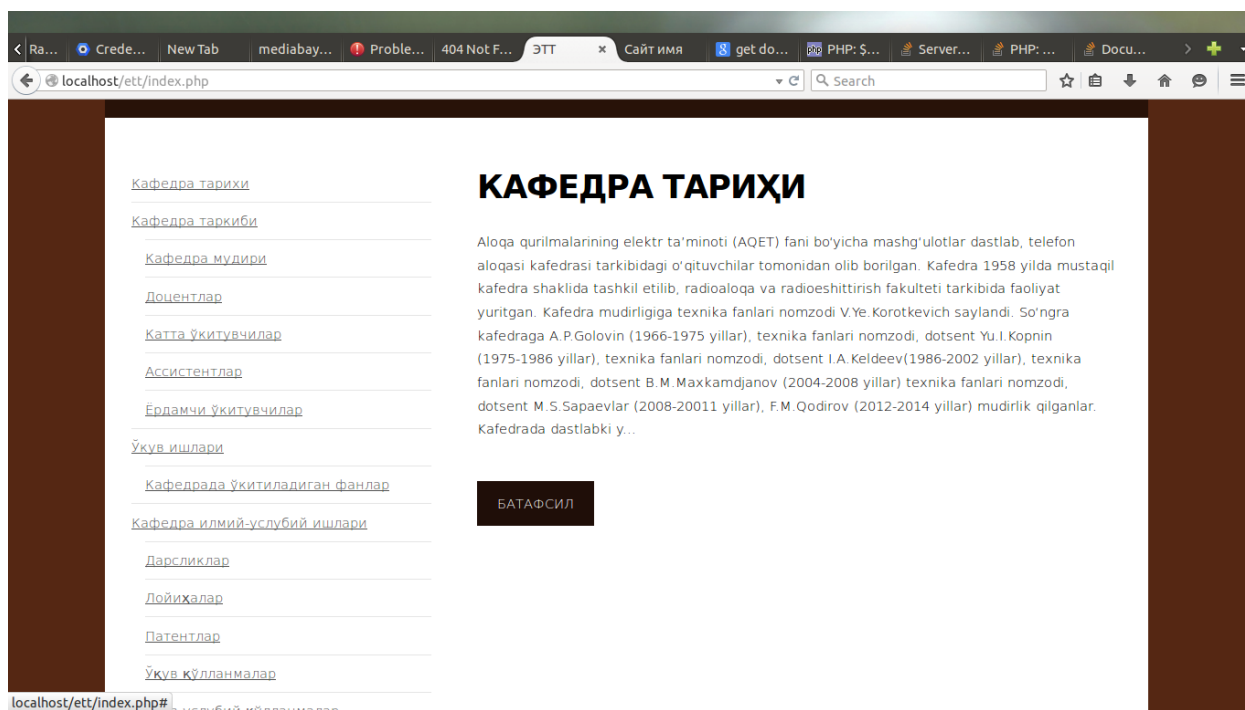 Ra... Crede... New Tab mediabay... Proble... 404 Not F... ЭТТ Сайт имя get do... PHP: $... Server... PHP: ... Docu...
localhost/ett/index.php Search
Кафедра тарихи
Кафедра таркиби
Кафедра мудири
Доцентлар
Катта ўкитувчилар
Ассистентлар
Ёрдамчи ўкитувчилар
Ўкув ишлари
Кафедрада ўкитиладиган фанлар
Кафедра илмий-услубий ишлари
Дарсликлар
Лойиҳалар
Патентлар
Ўқув қўлланмалар
КАФЕДРА ТАРИҲИ
Aloqa qurilmalarining elektr ta'minoti (AQET) fani bo'yicha mashg'ulotlar dastlab, telefon
aloqasi kafedrasi tarkibidagi o'qituvchilar tomonidan olib borilgan. Kafedra 1958 yilda mustaqil
kafedra shaklida tashkil etilib, radioaloqa va radioeshittirish fakulteti tarkibida faoliyat
yuritgan. Kafedra mudirligiga texnika fanlari nomzodi V.Ye.Korotkevich saylandi. So'ngra
kafedraga A.P.Golovin (1966-1975 yillar), texnika fanlari nomzodi, dotsent Yu.I.Kopnin
(1975-1986 yillar), texnika fanlari nomzodi, dotsent I.A.Keldeev(1986-2002 yillar), texnika
fanlari nomzodi, dotsent B.M.Maxkamdjanov (2004-2008 yillar) texnika fanlari nomzodi,
dotsent M.S.Sapaevlar (2008-20011 yillar), F.M.Qodirov (2012-2014 yillar) mudirlik qilganlar.
Kafedrada dastlabki y...
БАТАФСИЛ
localhost/ett/index.php#